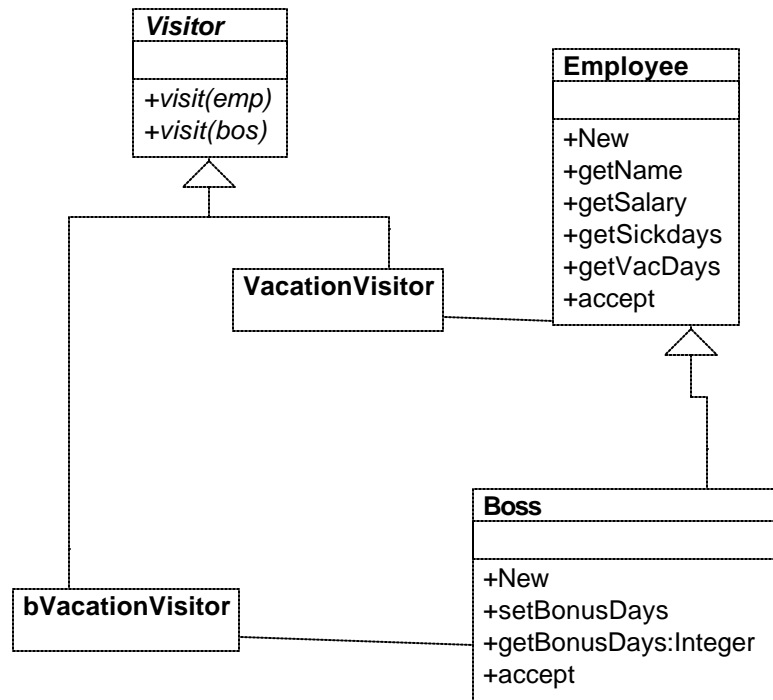 Visitor
+visit(emp)
+visit(bos)
Employee
+New
+getName
+getSalary
+getSickdays
+getVacDays
+accept
VacationVisitor
Boss
+New
+setBonusDays
+getBonusDays:Integer
+accept
bVacationVisitor